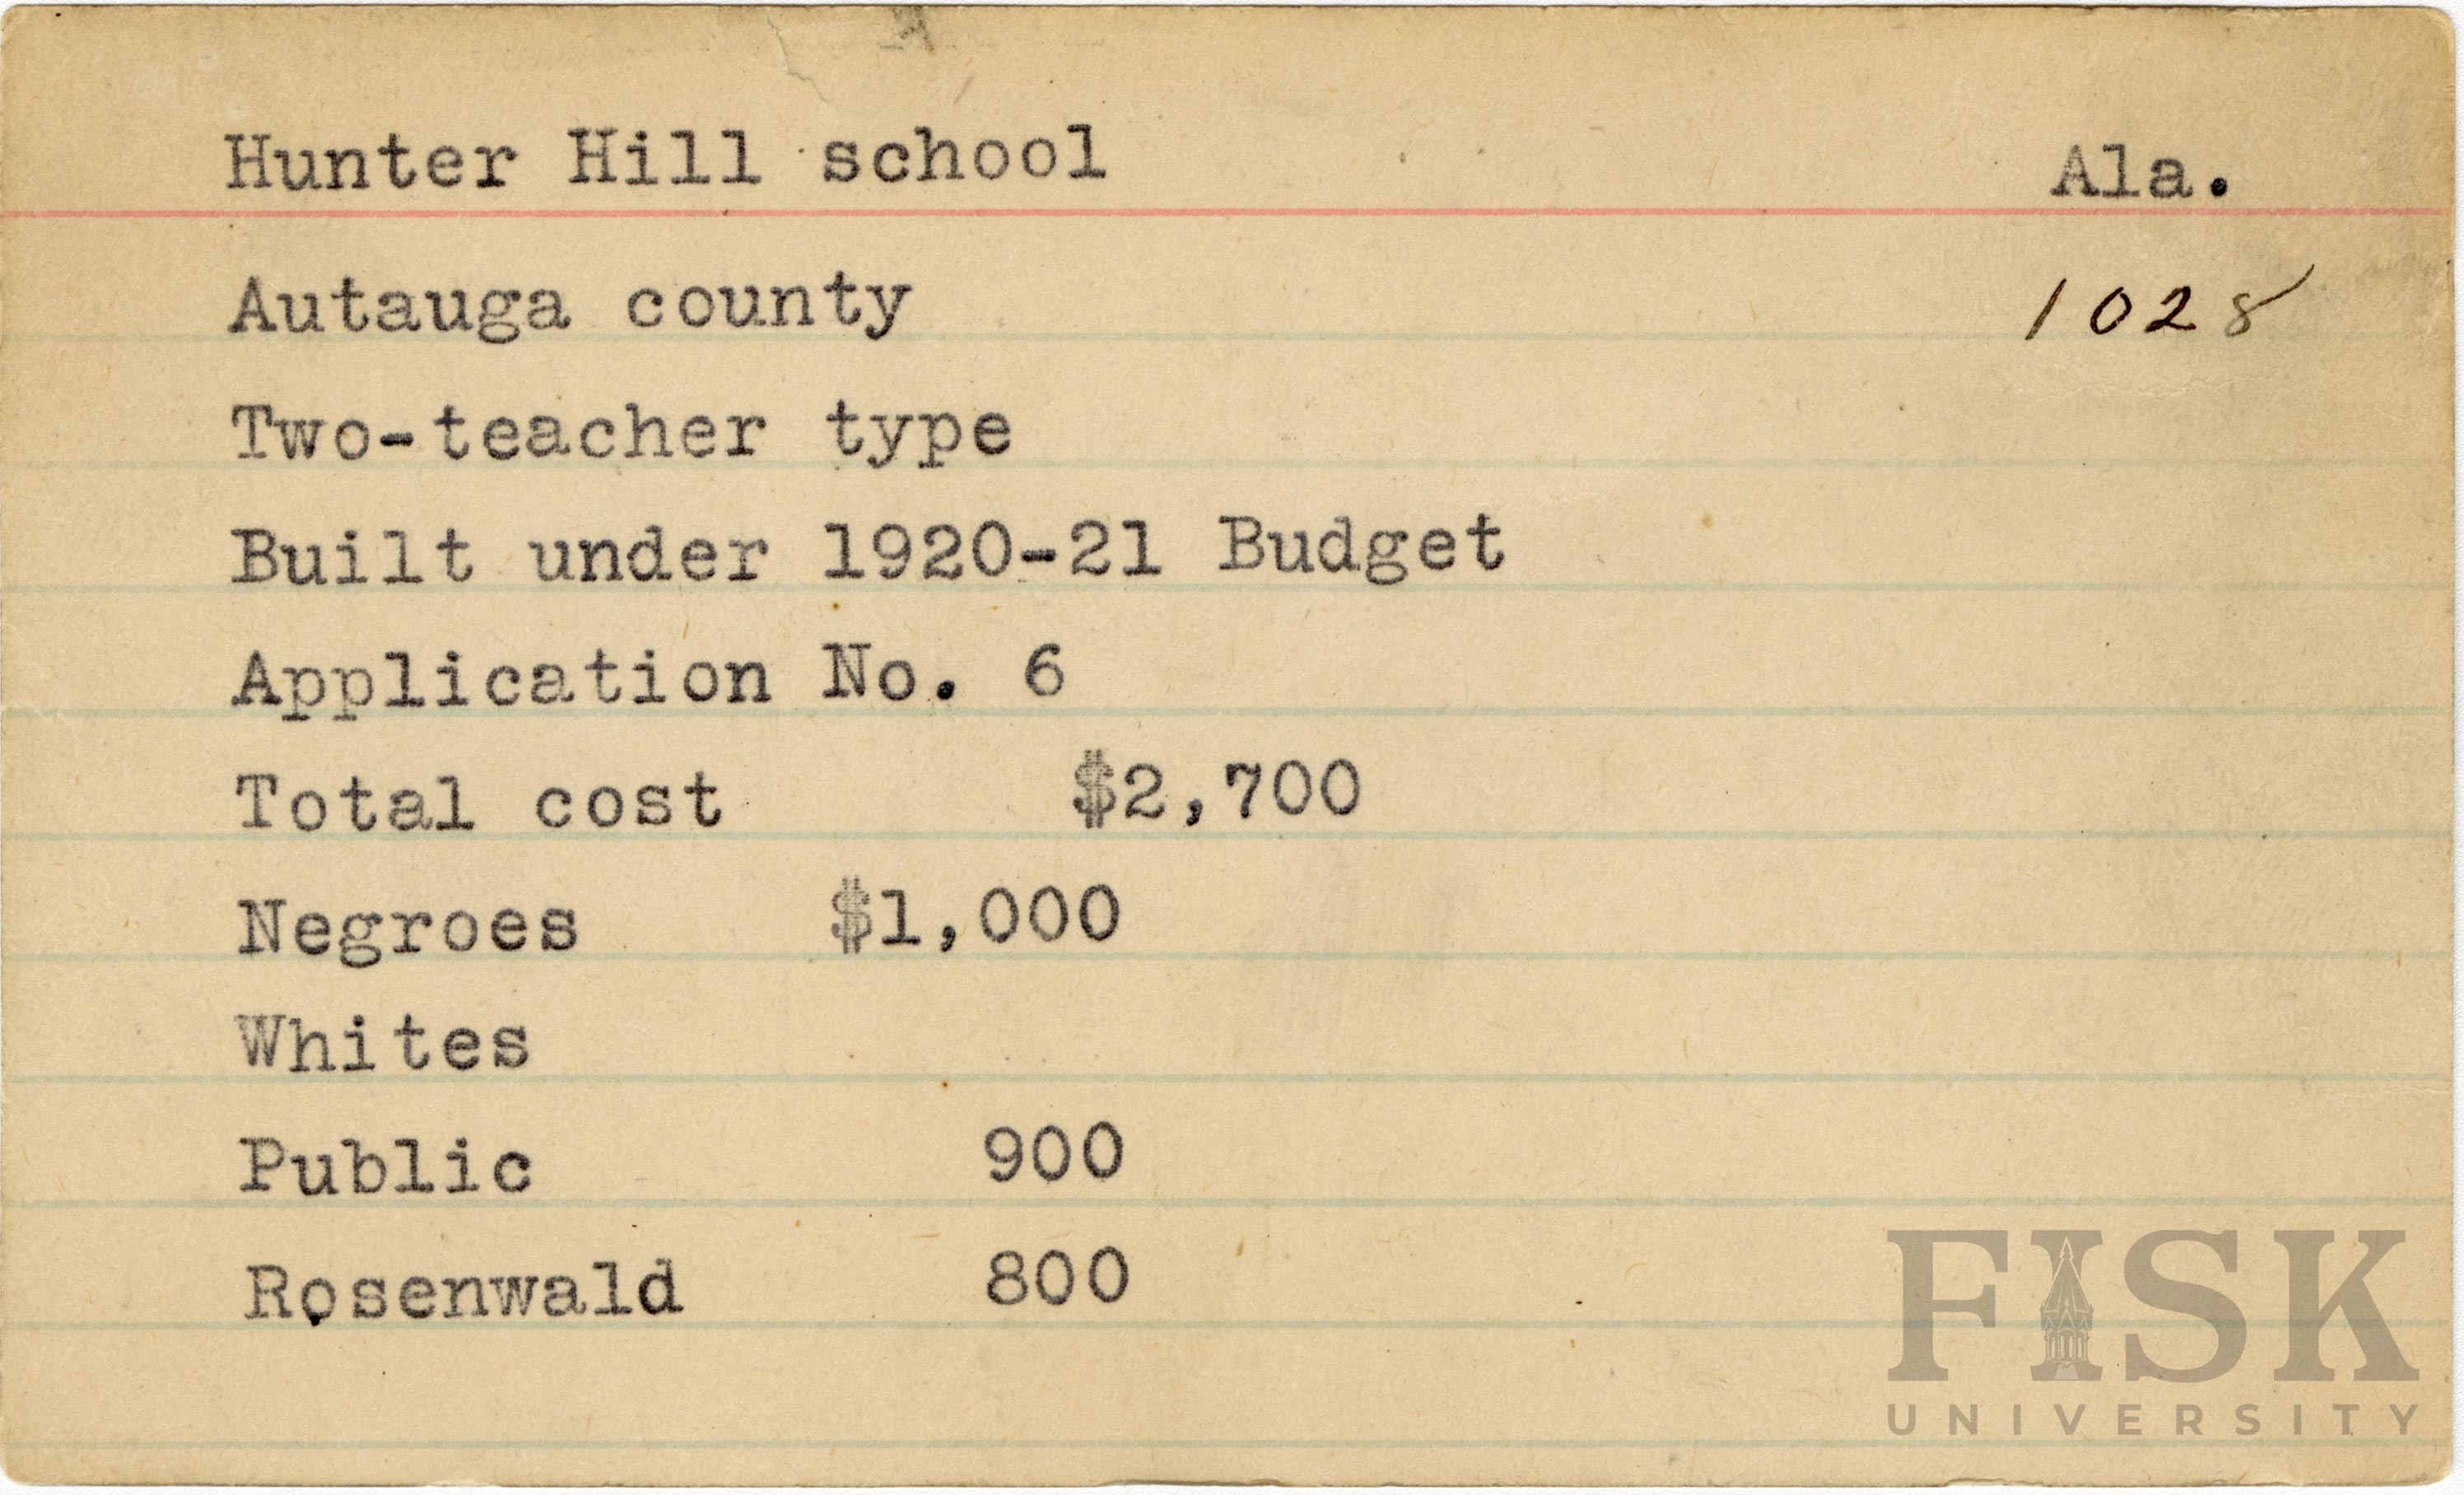 Hunter Hill school Ala.
Autauga county 1028
Two-teacher type
Built under 1920-21 Budget
Application No. 6
Total cost $2,700
Negroes $1,000
Whites
Public 900
Rosenwald 800
FISK
UNIVERSITY